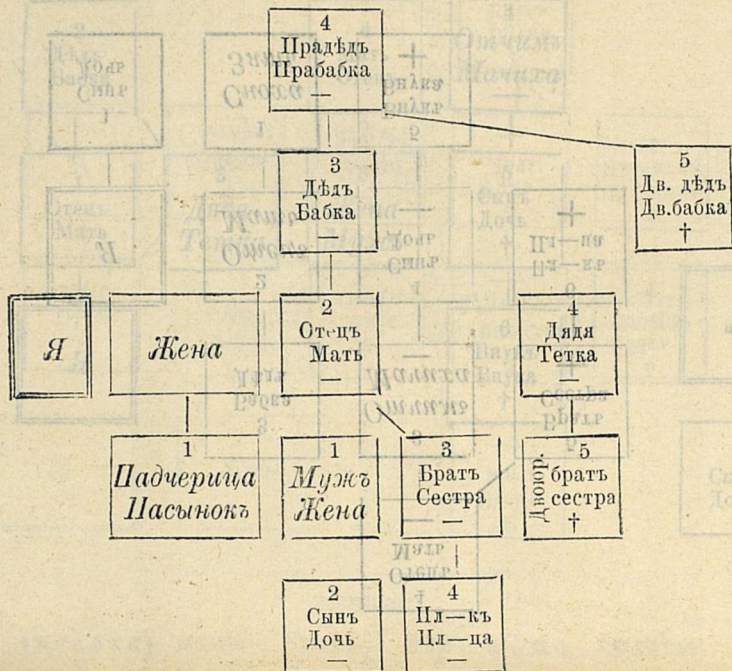 4
Прадѣдъ
Прабабка
—
3
Дѣдъ
Бабка
—
5
Дв. дѣдъ
Дв. бабка
†
Я
Жена
2
Отецъ
Мать
—
4
Дядя
Тетка
—
1
Падчерица
Пасынокъ
1
Мужъ
Жена
3
Братъ
Сестра
—
Двоюр.
5
братъ
сестра
†
2
Сынъ
Дочь
—
4
Пл—къ
Пл—ца
—